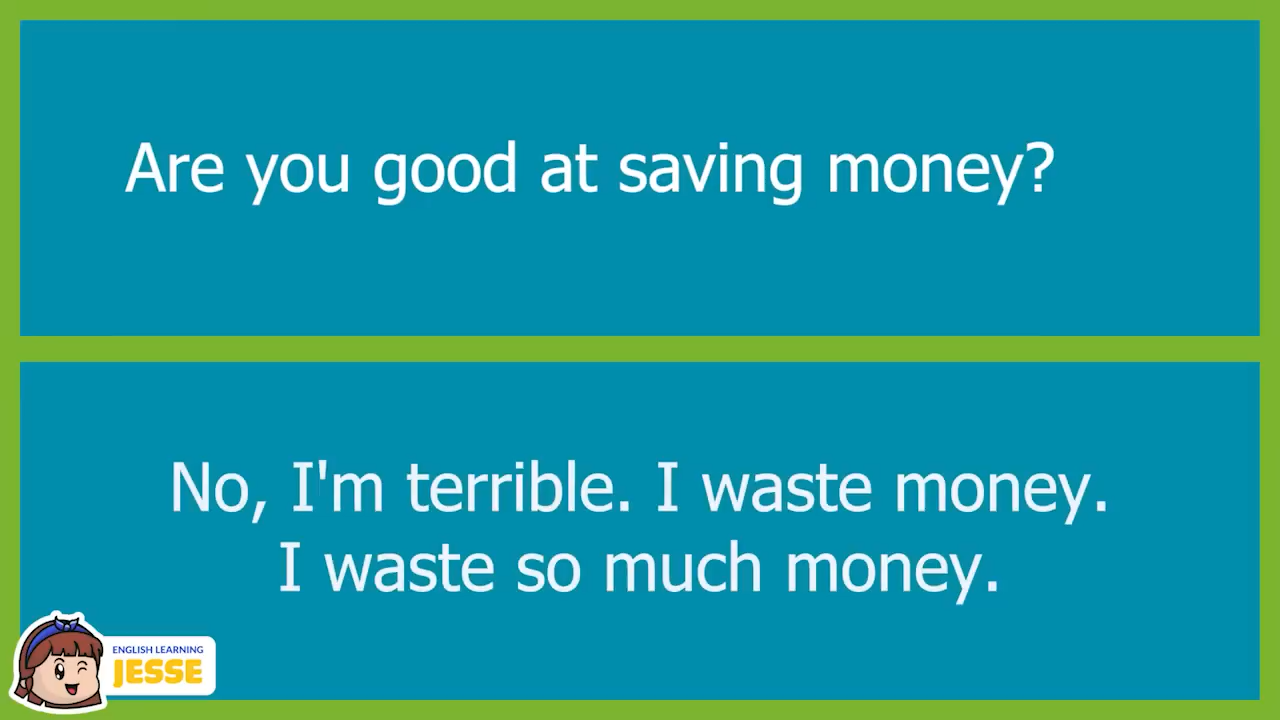 Are you good at saving money?
No, I'm terrible. I waste money.
I waste so much money.
ENGLISH LEARNING
JESSE